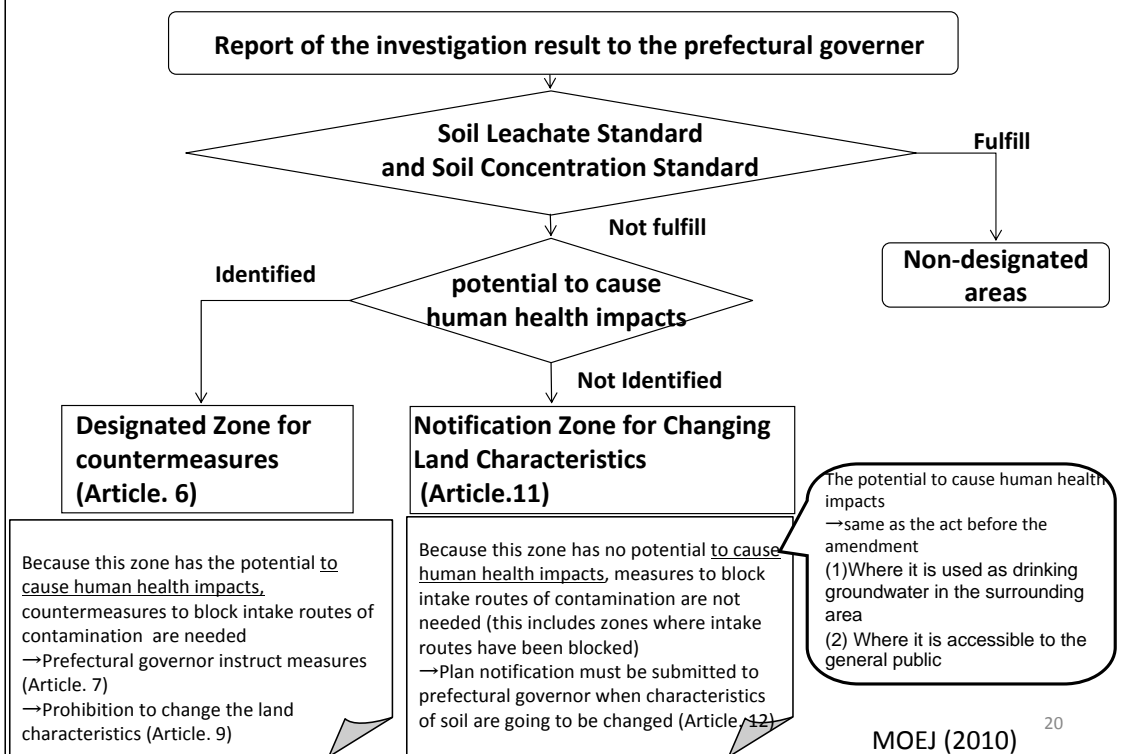 Report of the investigation result to the prefectural governer
Soil Leachate Standard
and Soil Concentration Standard
Fulfill
Not fulfill
Non-designated
areas
Identified
potential to cause
human health impacts
Not Identified
Designated Zone for
countermeasures
(Article. 6)
Notification Zone for Changing
Land Characteristics
(Article.11)
Because this zone has the potential to
cause human health impacts,
countermeasures to block intake routes of
contamination are needed
→Prefectural governor instruct measures
(Article. 7)
→Prohibition to change the land
characteristics (Article. 9)
Because this zone has no potential to cause
human health impacts, measures to block
intake routes of contamination are not
needed (this includes zones where intake
routes have been blocked)
→Plan notification must be submitted to
prefectural governor when characteristics
of soil are going to be changed (Article. 12)
The potential to cause human health
impacts
→same as the act before the
amendment
(1)Where it is used as drinking
groundwater in the surrounding
area
(2) Where it is accessible to the
general public
MOEJ (2010)
20